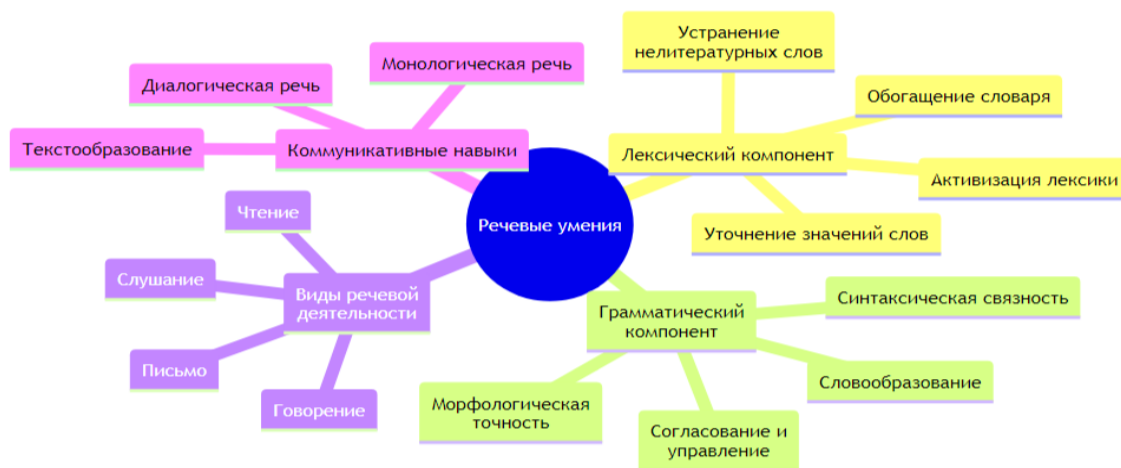 Устранение
нелитературных слов
Монологическая речь
Диалогическая речь
Обогащение словаря
Текстообразование
Коммуникативные навыки
Лексический компонент
Активизация лексики
Чтение
Речевые умения
Уточнение значений слов
Слушание
Виды речевой
деятельности
Грамматический
компонент
Синтаксическая связность
Письмо
Словообразование
Говорение
Морфологическая
точность
Согласование и
управление